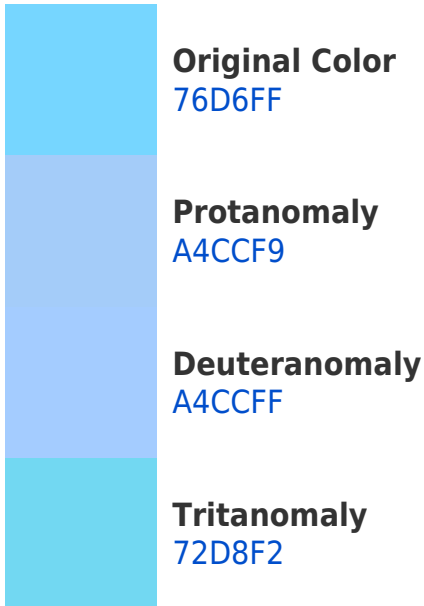 Original Color
76D6FF
Protanomaly
A4CCF9
Deuteranomaly
A4CCFF
Tritanomaly
72D8F2